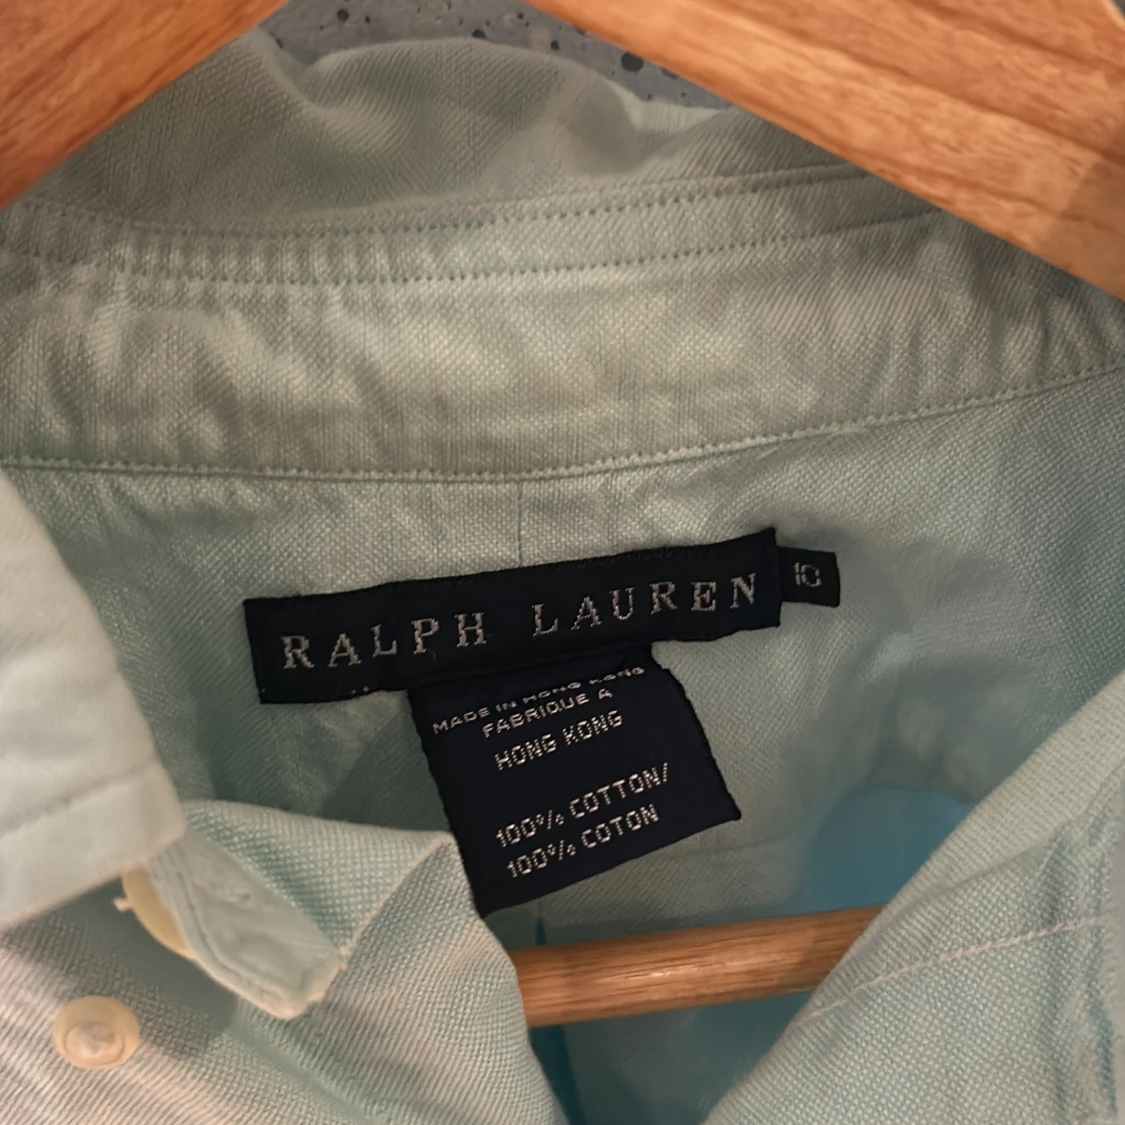 RALPH LAUREN
10
MADE IN HONG KONG
FABRIQUE A
HONG KONG
100% COTTON/
100% COTON